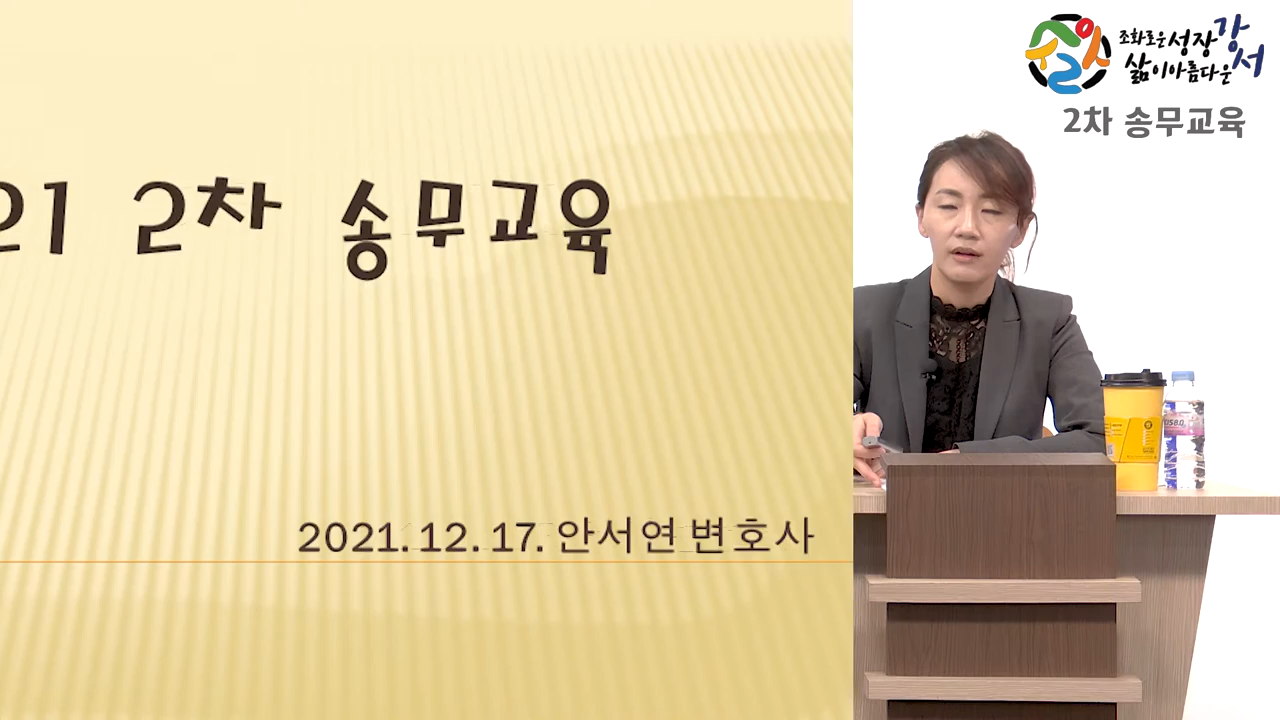 21 2차 송무교육
2021. 12. 17. 안서연 변호사
조화로운 성장 강서
삶이아름다운
2차 송무교육